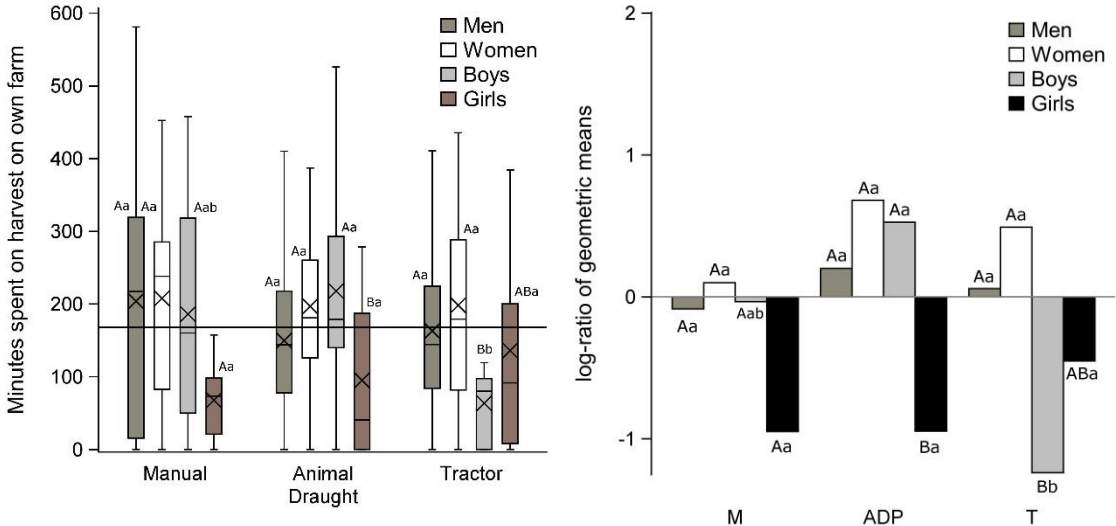 Minutes spent on harvest on own farm
600
500
400
300
200
100
0
Men
Women
Boys
Girls
Aa
Aa
Aab
Aa
Aa
Aa
Aa
Ba
Aa
Aa
Bb
ABa
Manual
Animal
Draught
Tractor
log-ratio of geometric means
2
1
0
-1
Men
Women
Boys
Girls
Aa
Aa
Aab
Aa
Aa
Aa
Aa
Ba
Aa
Aa
Bb
ABa
M
ADP
T